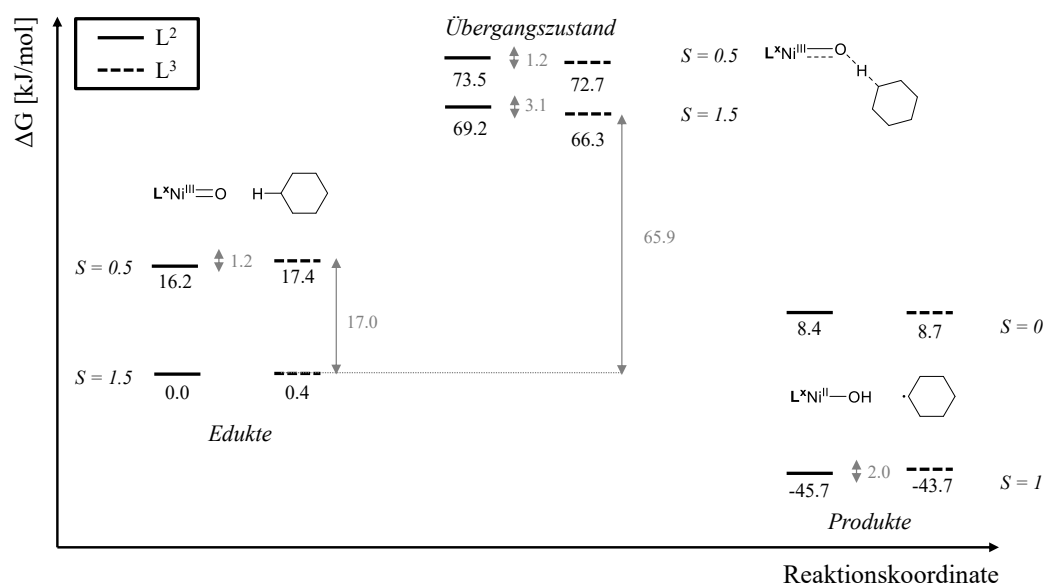 L²
L³
ΔG [kJ/mol]
Übergangszustand
1.2
73.5
72.7
S = 0.5
3.1
69.2
66.3
S = 1.5
LˣNiᴵᴵᴵ O
H
LˣNiᴵᴵᴵ O
H
65.9
S = 0.5
1.2
16.2
17.4
17.0
8.4
8.7
S = 0
S = 1.5
0.0
0.4
LˣNiᴵᴵ OH
Edukte
2.0
-45.7
-43.7
S = 1
Produkte
Reaktionskoordinate